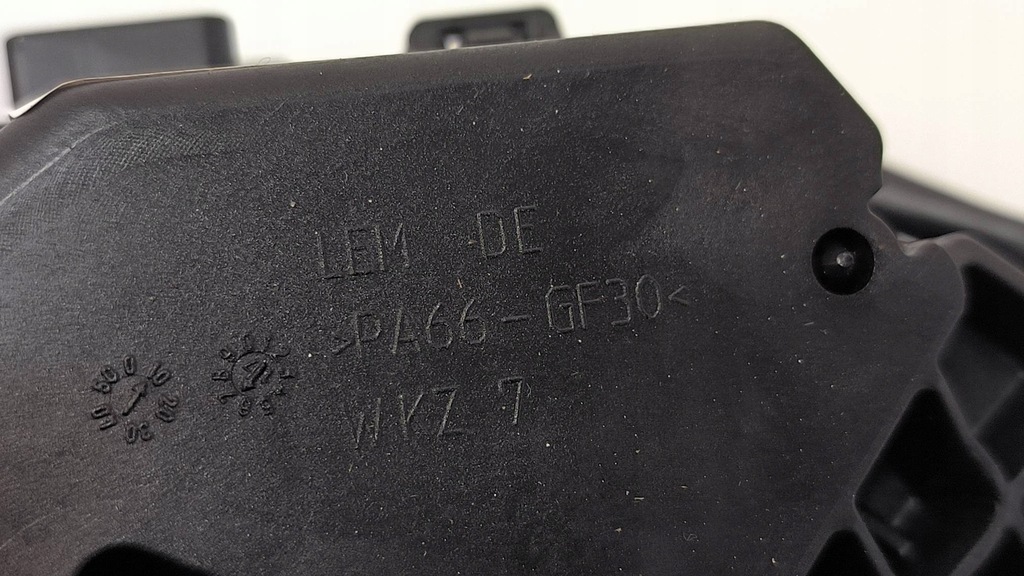 LEM DE
>PA66-GF30<
WKZ 7